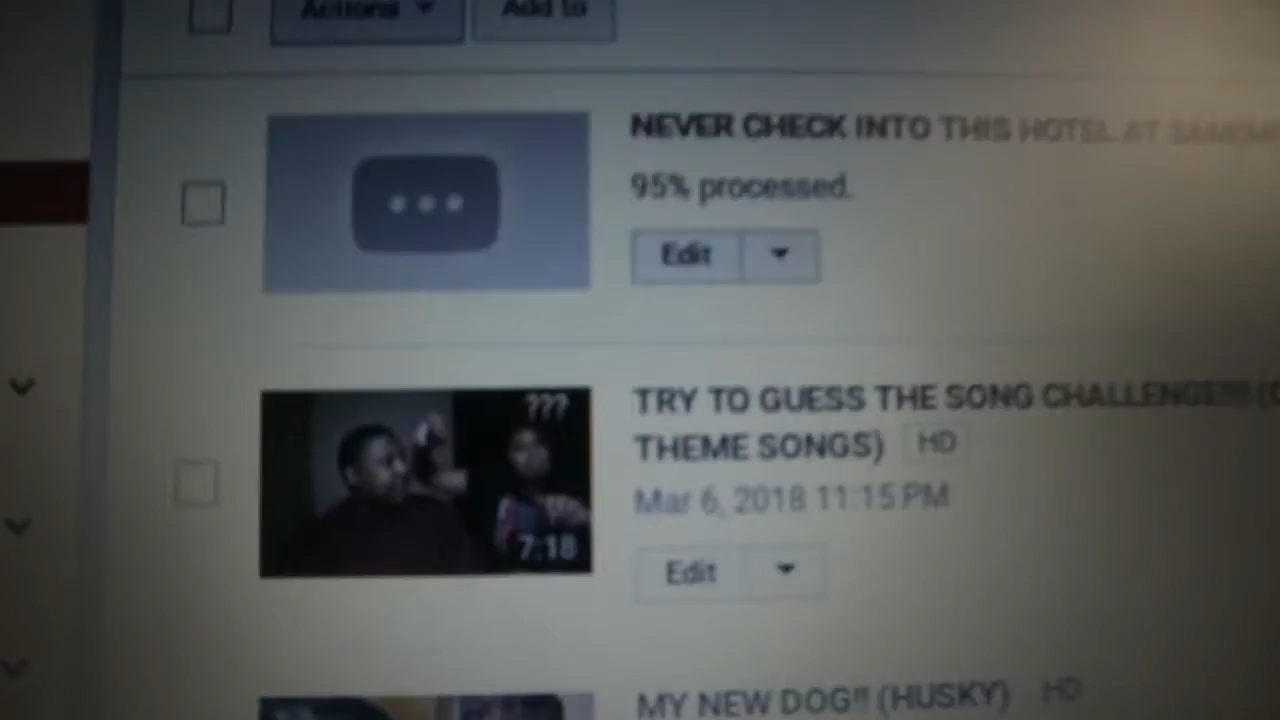 Actions Add to
NEVER CHECK INTO THIS HOTEL AT
95% processed.
Edit
TRY TO GUESS THE SONG CHALLENGE!!!! (
THEME SONGS) HD
???
Mar 6, 2018 11:15 PM
7:18
Edit
MY NEW DOG!! (HUSKY) HD